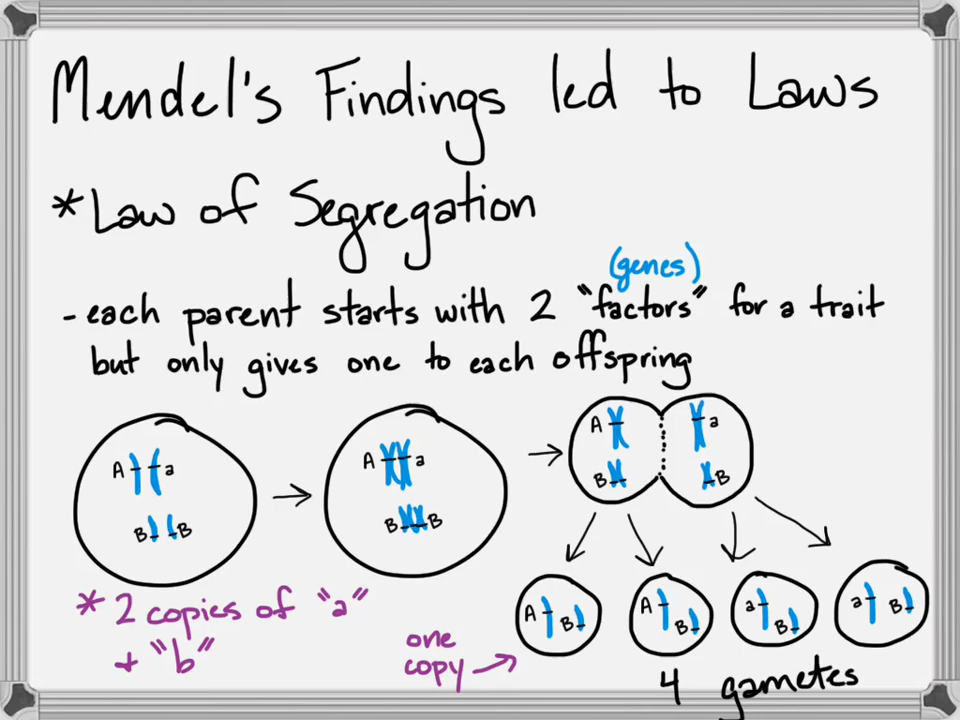 Mendel's Findings led to Laws
*Law of Segregation
(genes)
- each parent starts with 2 "factors" for a trait
but only gives one to each offspring
A a
B B
A a
B B
A a
B B
* 2 copies of "a"
+ "b"
one
copy →
A B
A B
a B
a B
4 gametes